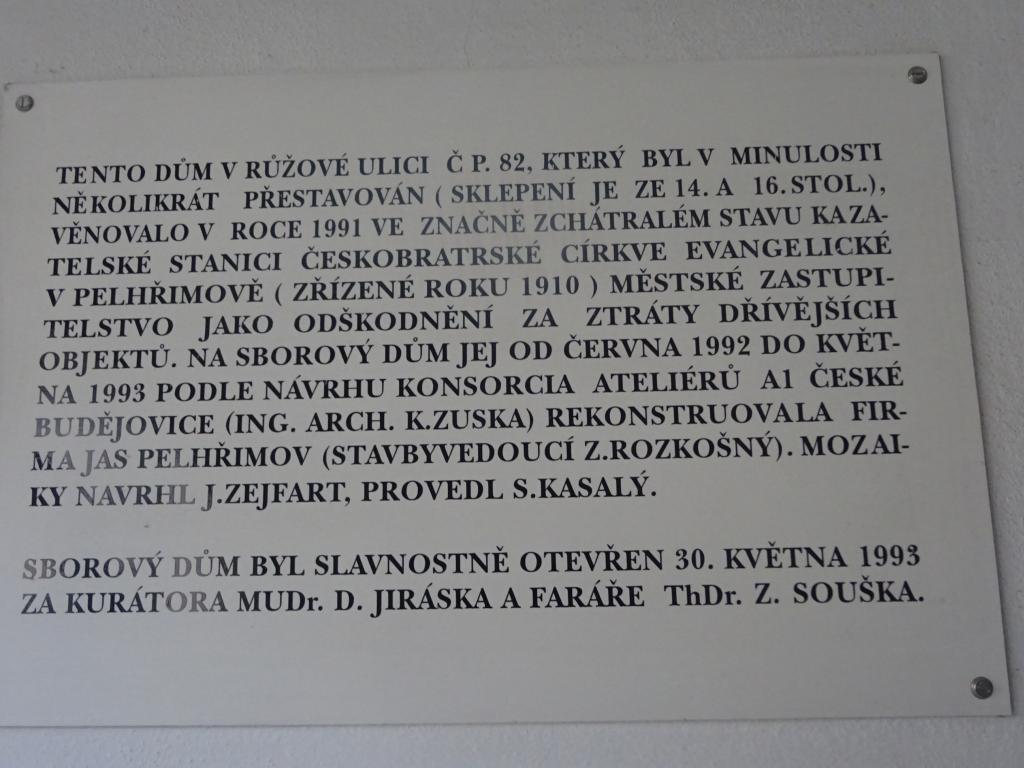 TENTO DŮM V RŮŽOVÉ ULICI Č P. 82, KTERÝ BYL V MINULOSTI
NĚKOLIKRÁT PŘESTAVOVÁN ( SKLEPENÍ JE ZE 14. A 16. STOL.),
VĚNOVALO V ROCE 1991 VE ZNAČNĚ ZCHÁTRALÉM STAVU KAZA-
TELSKÉ STANICI ČESKOBRATRSKÉ CÍRKVE EVANGELICKÉ
V PELHŘIMOVĚ ( ZŘÍZENÉ ROKU 1910 ) MĚSTSKÉ ZASTUPI-
TELSTVO JAKO ODŠKODNĚNÍ ZA ZTRÁTY DŘÍVĚJŠÍCH
OBJEKTŮ. NA SBOROVÝ DŮM JEJ OD ČERVNA 1992 DO KVĚT-
NA 1993 PODLE NÁVRHU KONSORCIA ATELIÉRŮ A1 ČESKÉ
BUDĚJOVICE (ING. ARCH. K.ZUSKA) REKONSTRUOVALA FIR-
MA JAS PELHŘIMOV (STAVBYVEDOUCÍ Z.ROZKOŠNÝ). MOZAI-
KY NAVRHL J.ZEJFART, PROVEDL S.KASALÝ.
SBOROVÝ DŮM BYL SLAVNOSTNĚ OTEVŘEN 30. KVĚTNA 1993
ZA KURÁTORA MUDr. D. JIRÁSKA A FARÁŘE ThDr. Z. SOUŠKA.